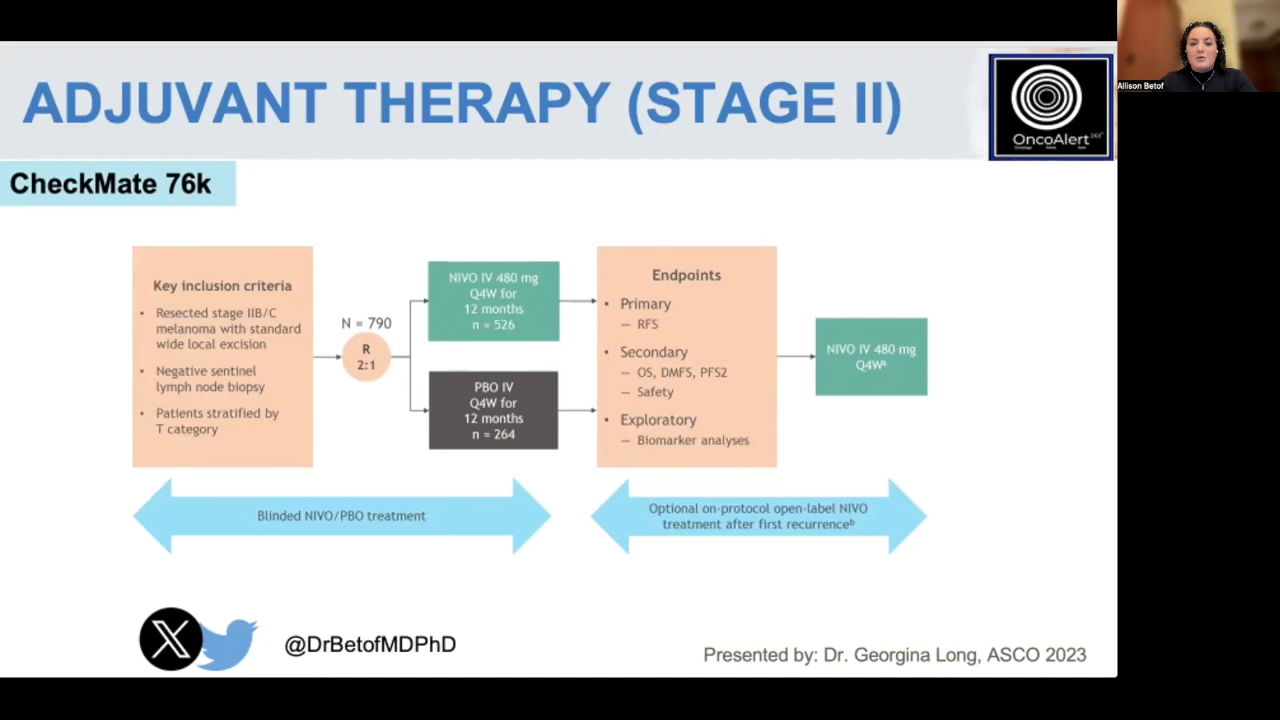 ADJUVANT THERAPY (STAGE II)
OncoAlert
Allison Betof
CheckMate 76k
Key inclusion criteria
• Resected stage IIB/C
melanoma with standard
wide local excision
• Negative sentinel
lymph node biopsy
• Patients stratified by
T category
N = 790
R
2:1
NIVO IV 480 mg
Q4W for
12 months
n = 526
PBO IV
Q4W for
12 months
n = 264
Endpoints
• Primary
— RFS
• Secondary
— OS, DMFS, PFS2
— Safety
• Exploratory
— Biomarker analyses
NIVO IV 480 mg
Q4Wᵃ
Blinded NIVO/PBO treatment
Optional on-protocol open-label NIVO
treatment after first recurrenceᵇ
@DrBetofMDPhD
Presented by: Dr. Georgina Long, ASCO 2023